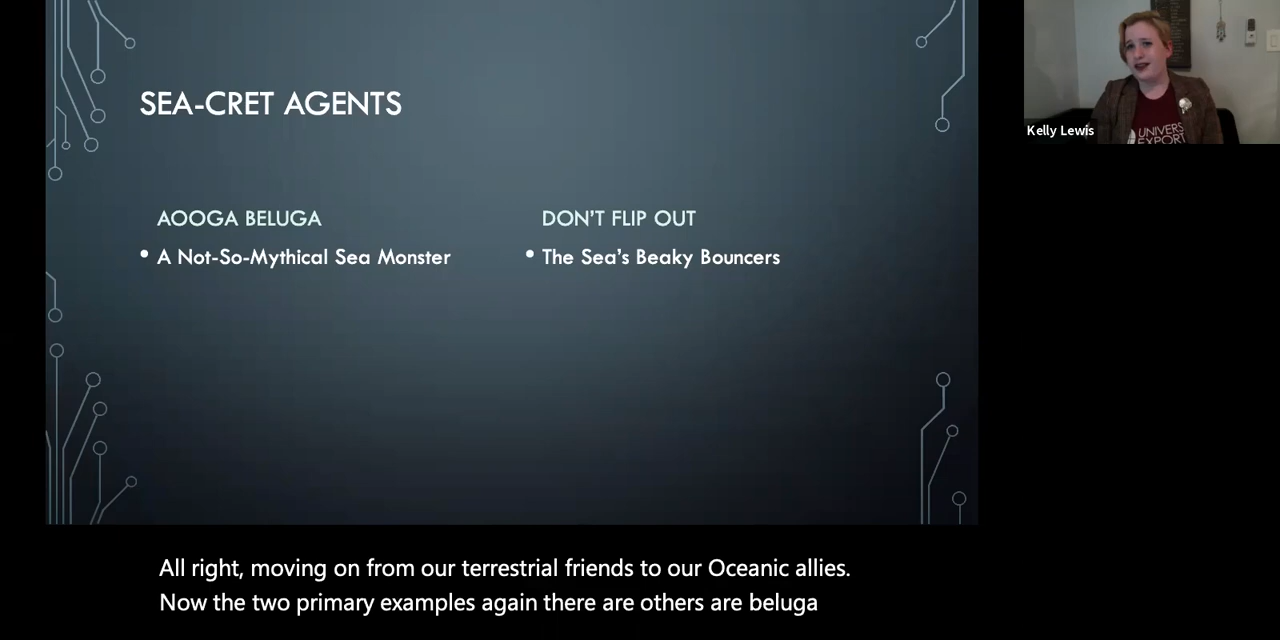 SEA-CRET AGENTS
AOOGA BELUGA
• A Not-So-Mythical Sea Monster
DON'T FLIP OUT
• The Sea's Beaky Bouncers
Kelly Lewis
UNIVERS
EXPORT
All right, moving on from our terrestrial friends to our Oceanic allies.
Now the two primary examples again there are others are beluga